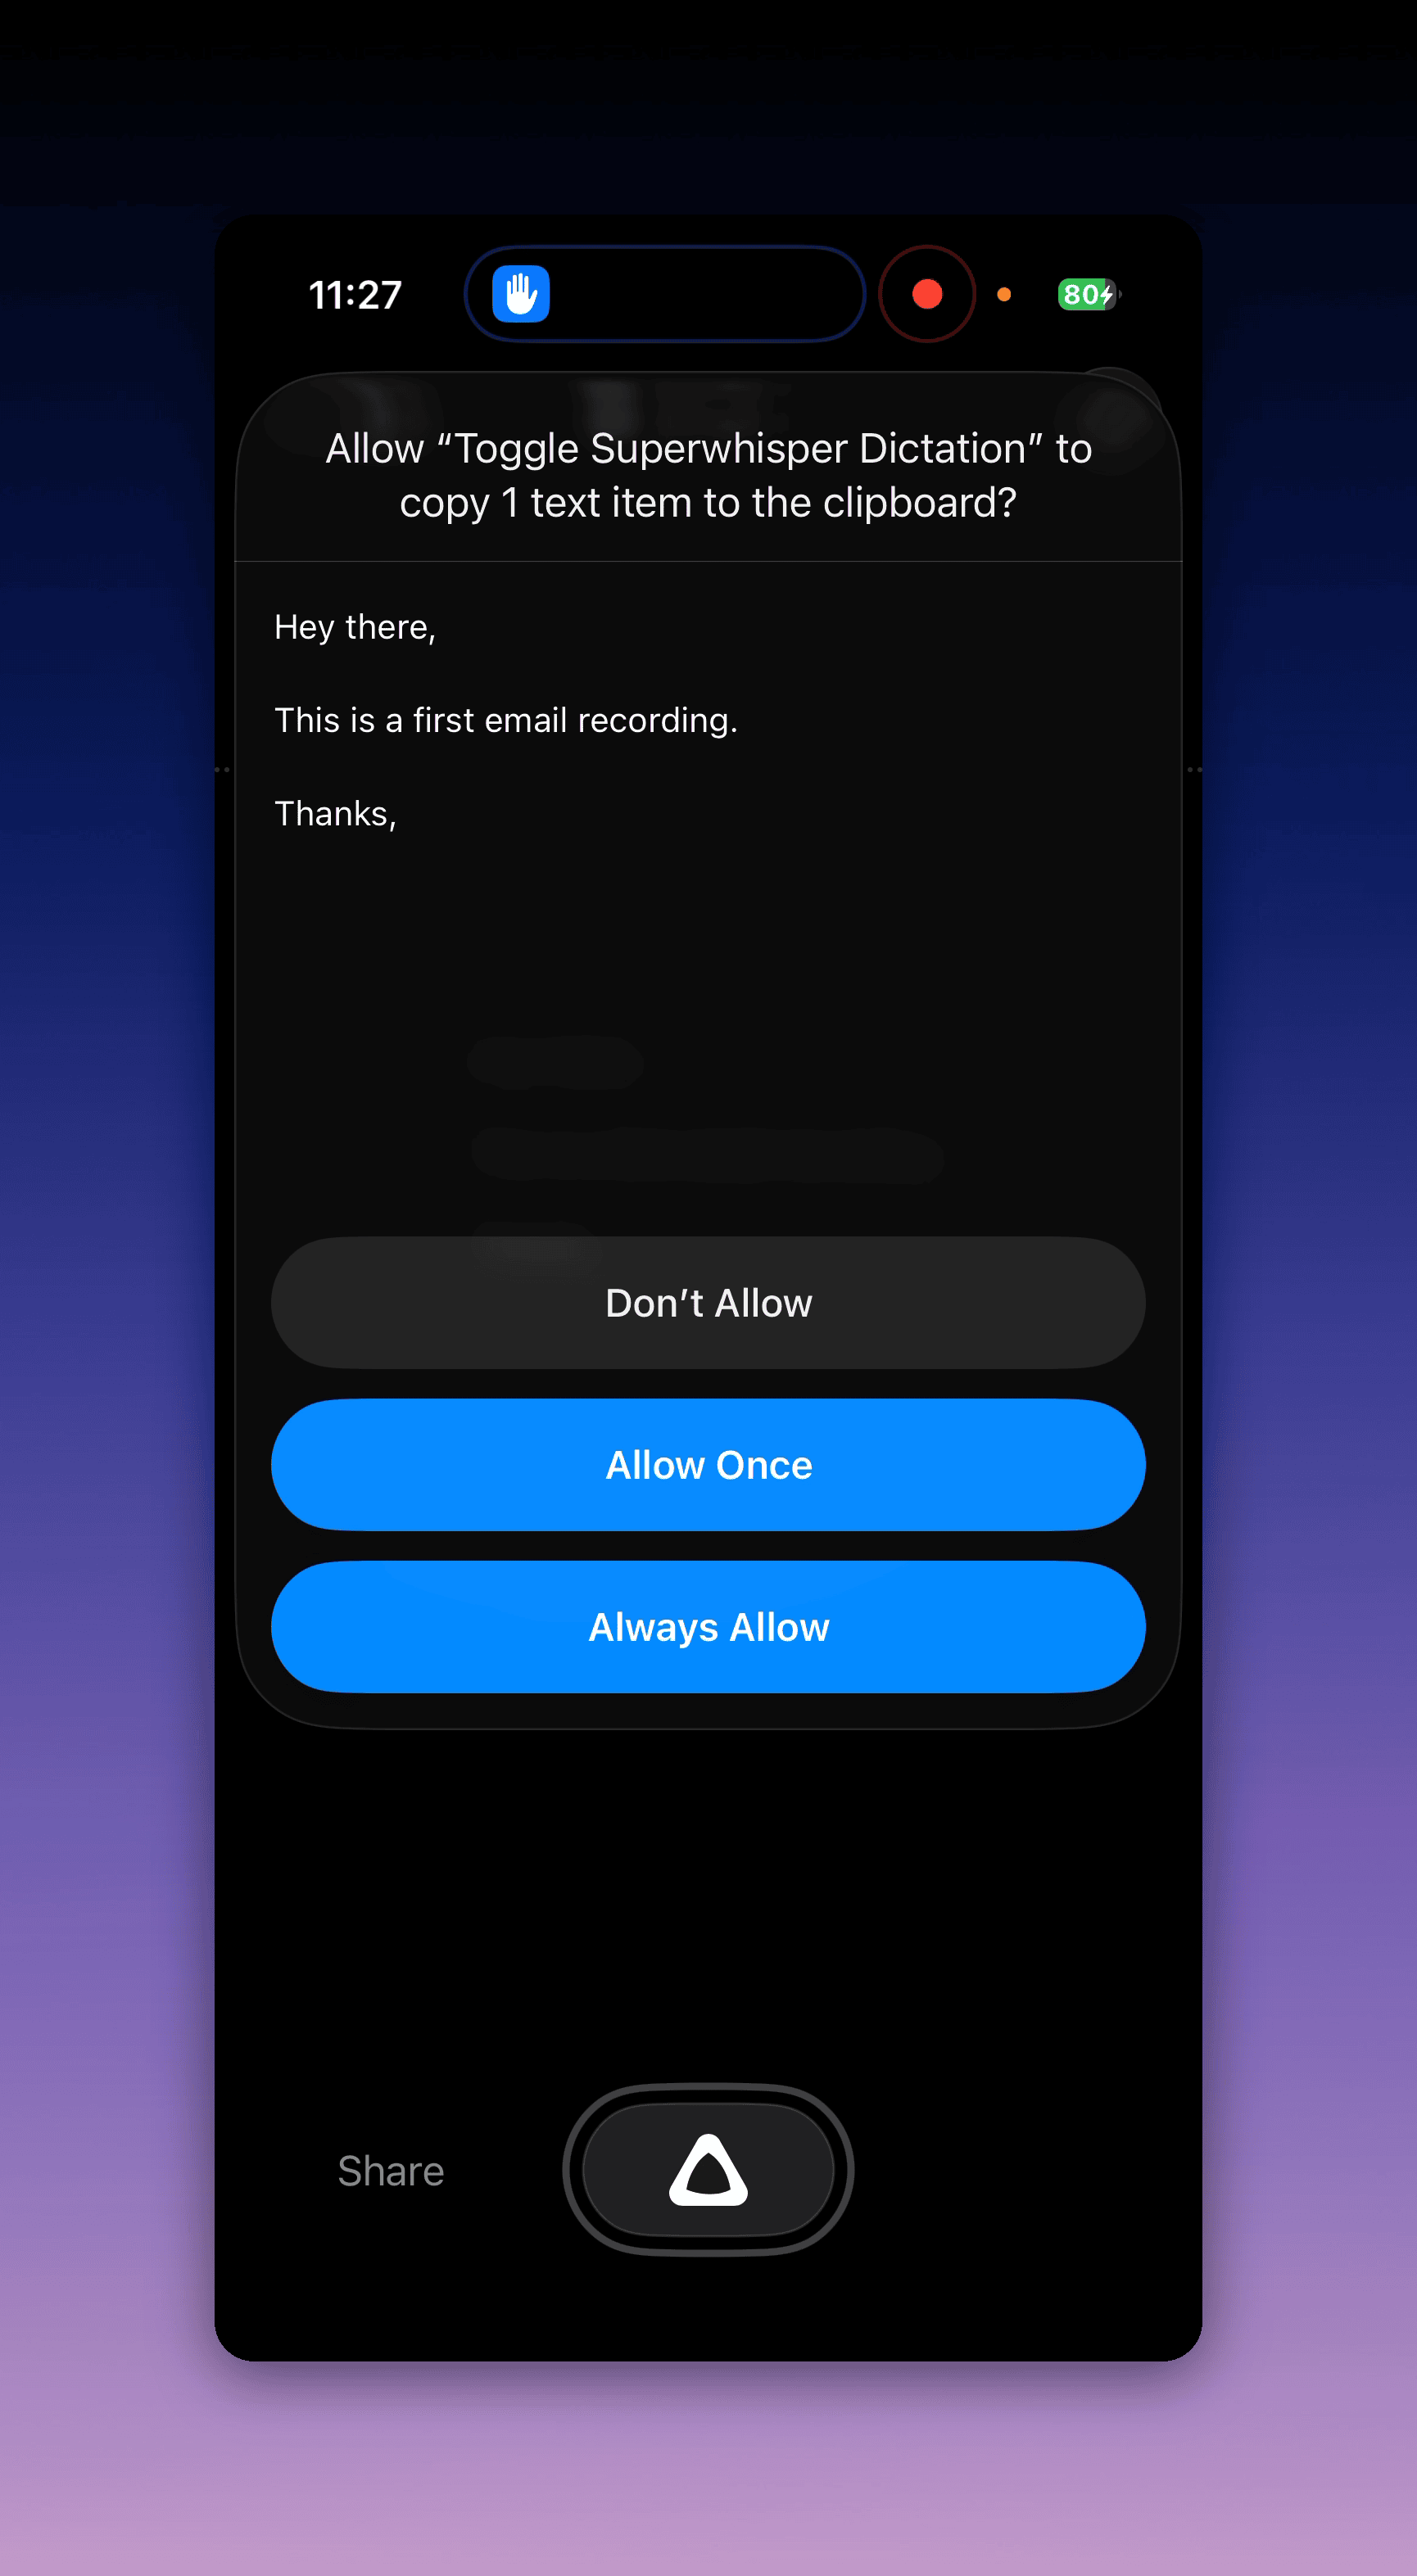 11:27
80
Allow “Toggle Superwhisper Dictation” to
copy 1 text item to the clipboard?
Hey there,
This is a first email recording.
Thanks,
Don’t Allow
Allow Once
Always Allow
Share